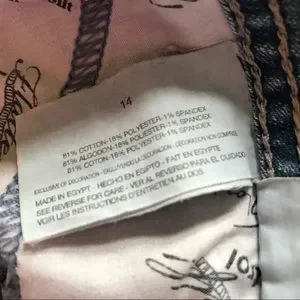 14
81% COTTON-18% POLYESTER-1% SPANDEX
81% ALGODON-18% POLIESTER-1% SPANDEX
81% COTON-18% POLYESTER-1% SPANDEX
EXCLUSIVE OF DECORATION - EXCLUYENDO LA DECORACION - DECORATION NON COMPRISE
MADE IN EGYPT - HECHO EN EGIPTO - FAIT EN EGYPTE
SEE REVERSE FOR CARE - VER AL REVERSO PARA EL CUIDADO
VOIR LES INSTRUCTIONS D'ENTRETIEN AU DOS